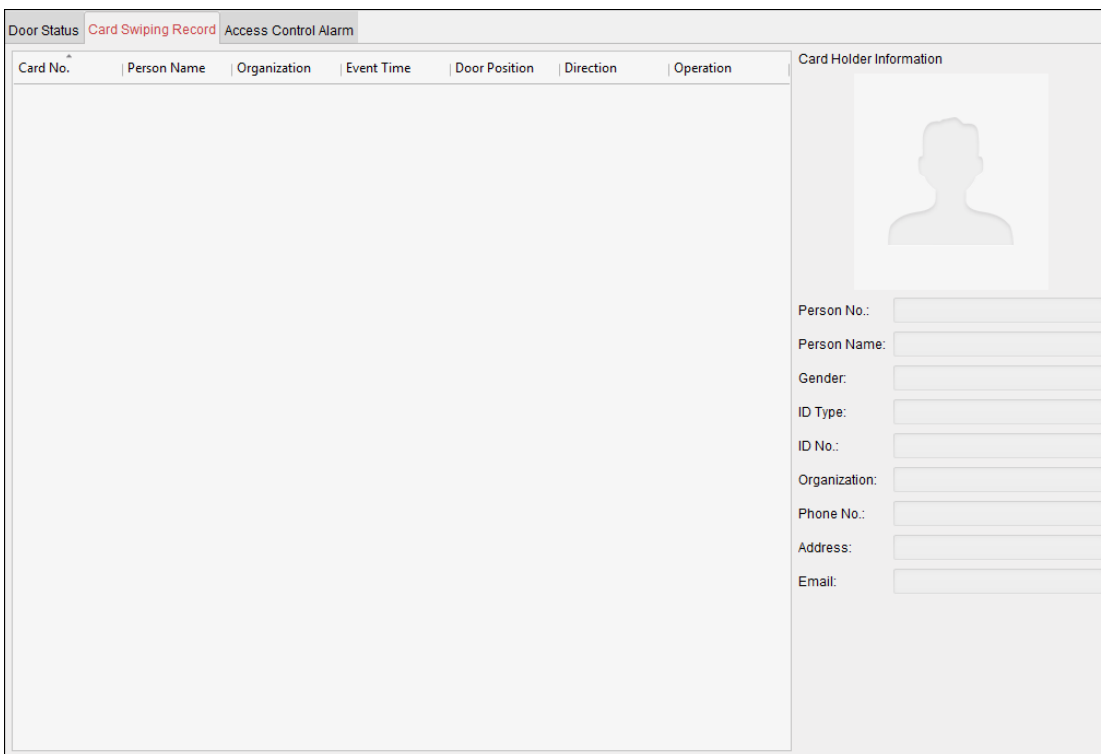 Door Status Card Swiping Record Access Control Alarm
Card No. Person Name Organization Event Time Door Position Direction Operation
Card Holder Information
Person No.:
Person Name:
Gender:
ID Type:
ID No.:
Organization:
Phone No.:
Address:
Email: